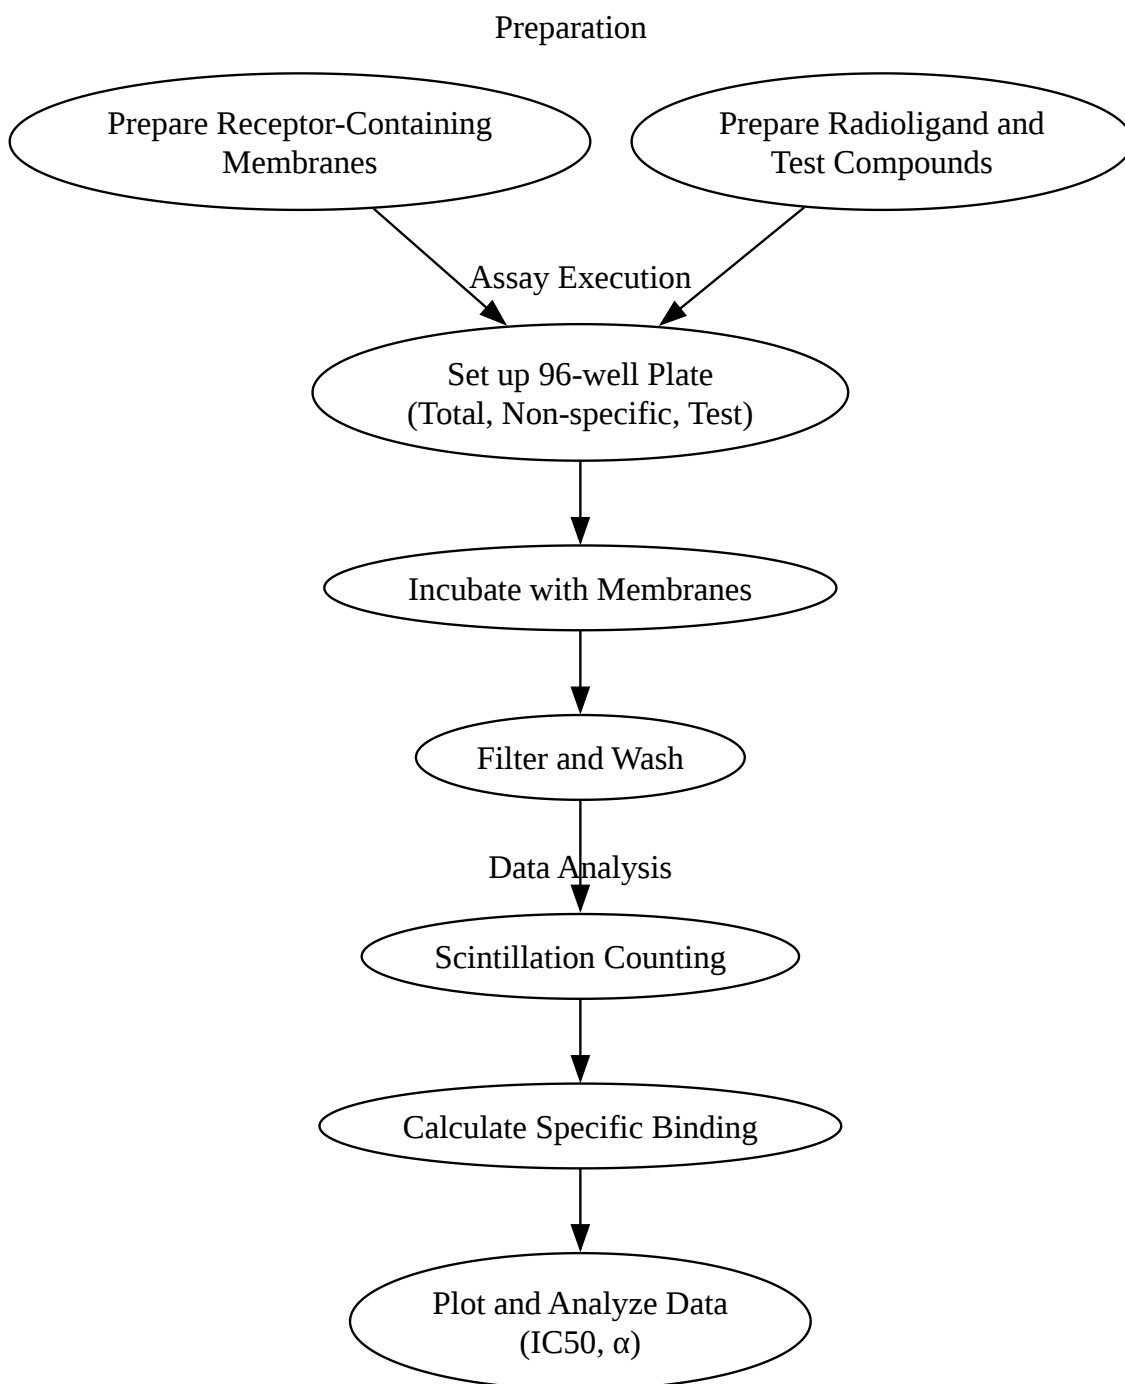 Preparation
Prepare Receptor-Containing
Membranes
Prepare Radioligand and
Test Compounds
Assay Execution
Set up 96-well Plate
(Total, Non-specific, Test)
Incubate with Membranes
Filter and Wash
Data Analysis
Scintillation Counting
Calculate Specific Binding
Plot and Analyze Data
(IC50, α)